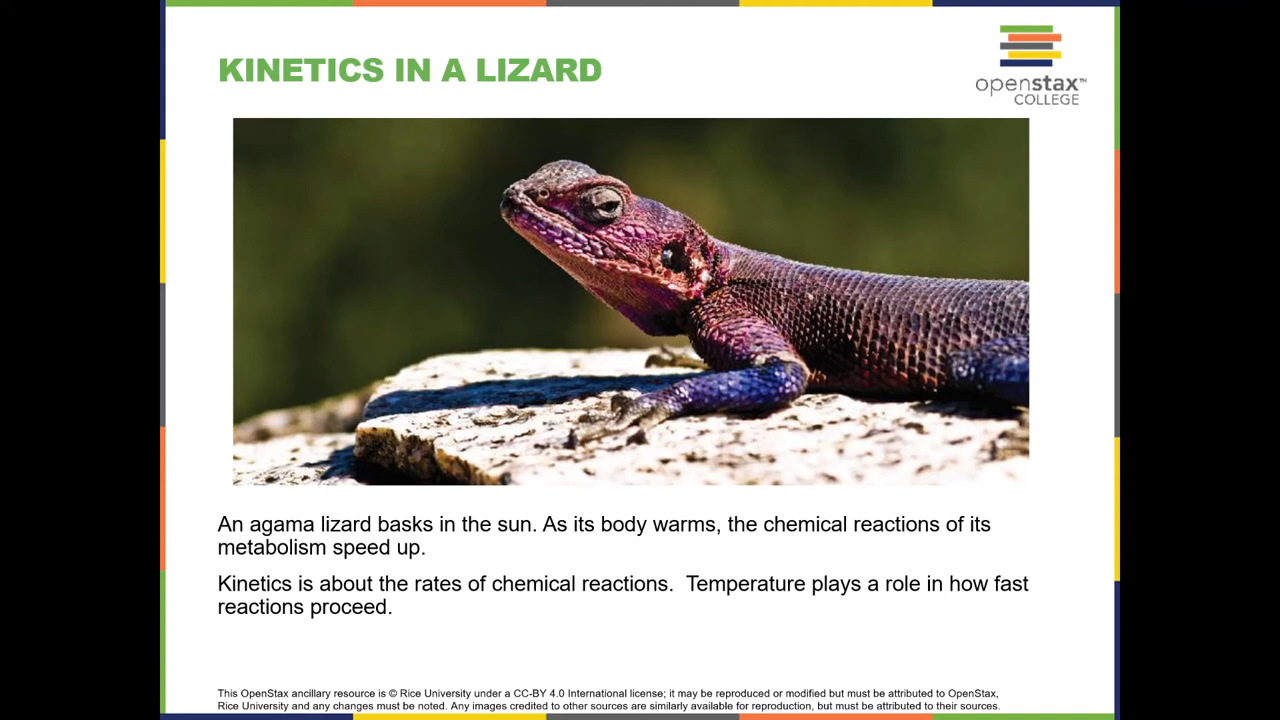 KINETICS IN A LIZARD
openstax™
COLLEGE
An agama lizard basks in the sun. As its body warms, the chemical reactions of its
metabolism speed up.
Kinetics is about the rates of chemical reactions.  Temperature plays a role in how fast
reactions proceed.
This OpenStax ancillary resource is © Rice University under a CC-BY 4.0 International license; it may be reproduced or modified but must be attributed to OpenStax,
Rice University and any changes must be noted. Any images credited to other sources are similarly available for reproduction, but must be attributed to their sources.